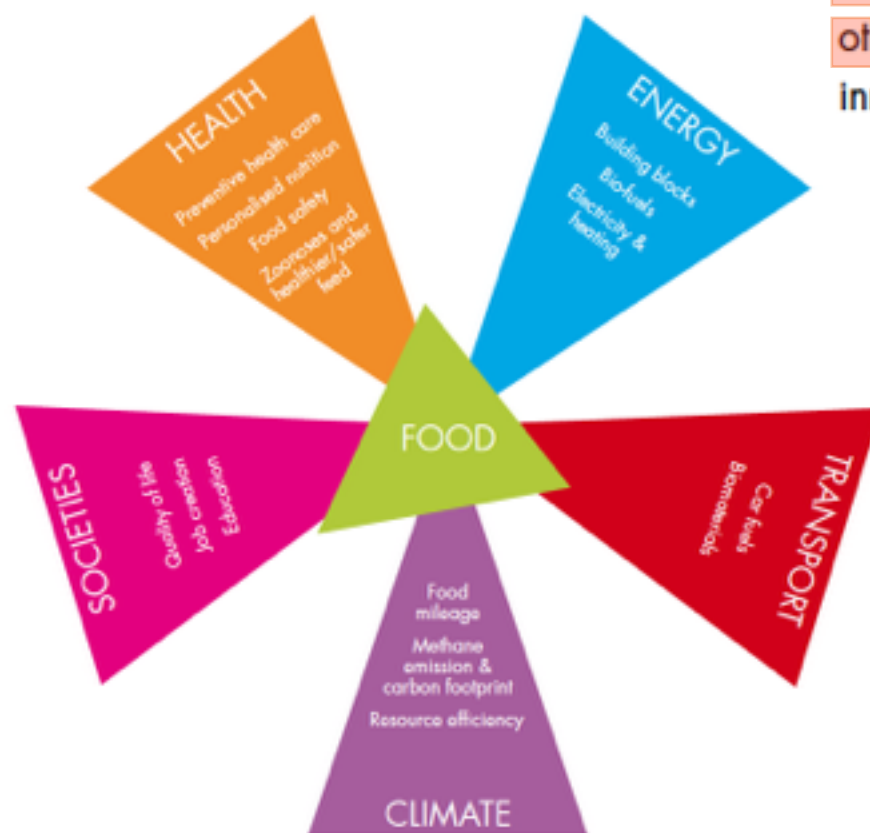 HEALTH
Preventive health care
Personalised nutrition
Food safety
Zoonoses and
healthier/safer
feed
ENERGY
Building blocks
Bio-fuels
Electricity &
heating
FOOD
SOCIETIES
Quality of life
Job creation
Education
TRANSPORT
Car fuels
Biomaterials
Food
mileage
Methane
emission &
carbon footprint
Resource efficiency
CLIMATE